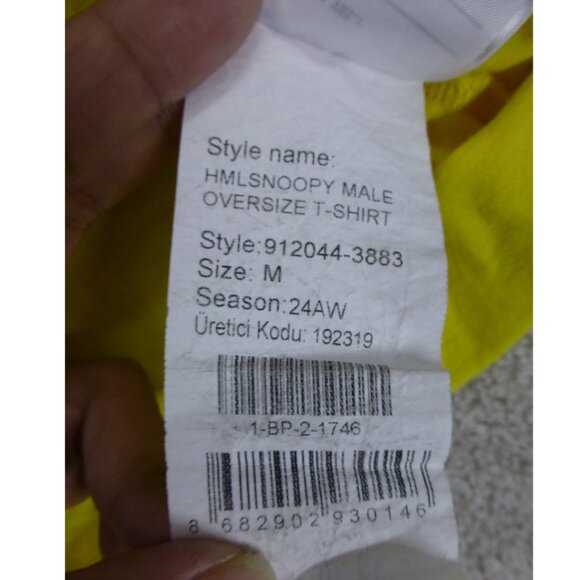 Style name:
HMLSNOOPY MALE
OVERSIZE T-SHIRT
Style:912044-3883
Size: M
Season:24AW
Üretici Kodu: 192319
1-BP-2-1746
8 682902 930146